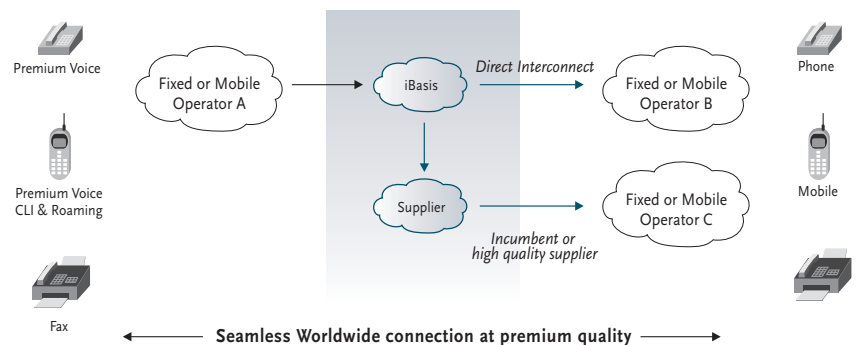 Premium Voice
Premium Voice
CLI & Roaming
Fax
Fixed or Mobile
Operator A
iBasis
Supplier
Direct Interconnect
Incumbent or
high quality supplier
Fixed or Mobile
Operator B
Fixed or Mobile
Operator C
Phone
Mobile
Seamless Worldwide connection at premium quality